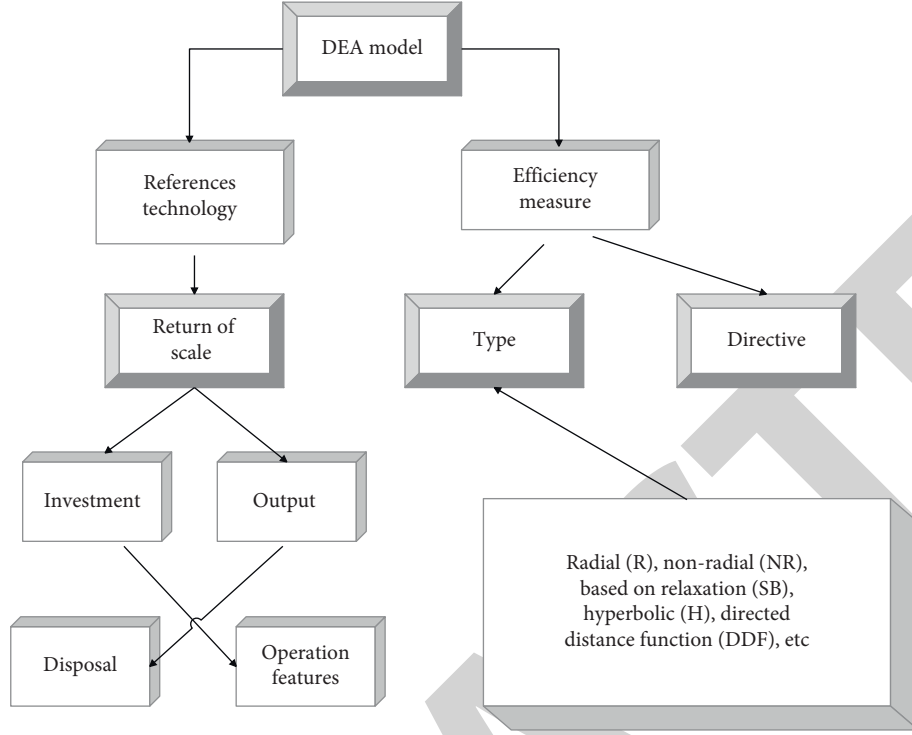 DEA model
References
technology
Efficiency
measure
Return of
scale
Type
Directive
Investment
Output
Radial (R), non-radial (NR),
based on relaxation (SB),
hyperbolic (H), directed
distance function (DDF), etc
Disposal
Operation
features